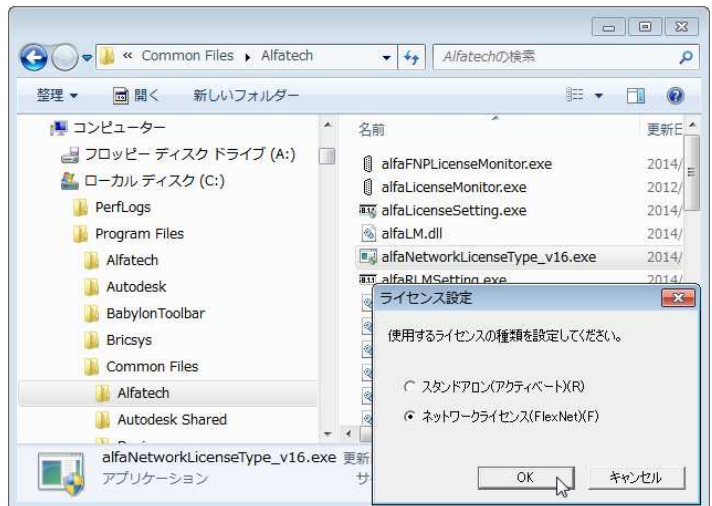 « Common Files ▸ Alfatech
Alfatechの検索
整理 ▼ 開く 新しいフォルダー
コンピューター
フロッピー ディスク ドライブ (A:)
ローカル ディスク (C:)
PerfLogs
Program Files
Alfatech
Autodesk
BabylonToolbar
Bricsys
Common Files
Alfatech
Autodesk Shared
名前 更新日
alfaFNPLicenseMonitor.exe 2014/
alfaLicenseMonitor.exe 2012/
alfaLicenseSetting.exe 2014/
alfaLM.dll 2014/
alfaNetworkLicenseType_v16.exe 2014/
alfaRLMSetting.exe 2014/
ライセンス設定
使用するライセンスの種類を設定してください。
スタンドアロン(アクティベート)(R)
ネットワークライセンス(FlexNet)(F)
OK キャンセル
alfaNetworkLicenseType_v16.exe 更新
アプリケーション サ